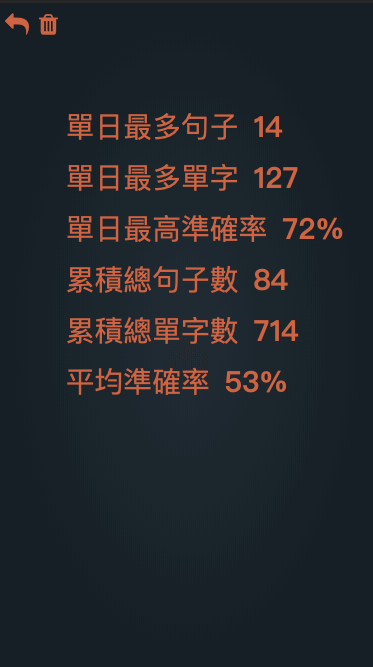 單日最多句子 14
單日最多單字 127
單日最高準確率 72%
累積總句子數 84
累積總單字數 714
平均準確率 53%